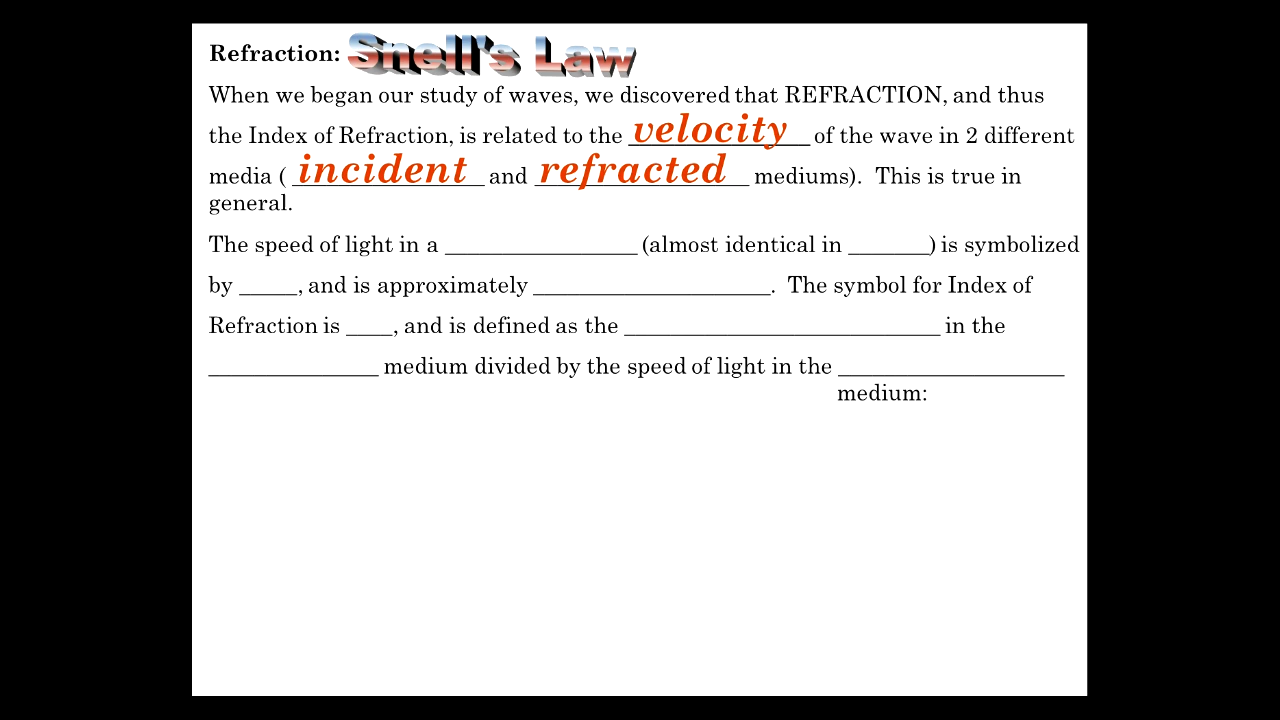 Refraction: Snell's Law
When we began our study of waves, we discovered that REFRACTION, and thus
the Index of Refraction, is related to the velocity of the wave in 2 different
media ( incident and refracted mediums). This is true in
general.
The speed of light in a ________________ (almost identical in _______) is symbolized
by _____, and is approximately ____________________. The symbol for Index of
Refraction is ____, and is defined as the ___________________________ in the
______________ medium divided by the speed of light in the ___________________
medium: